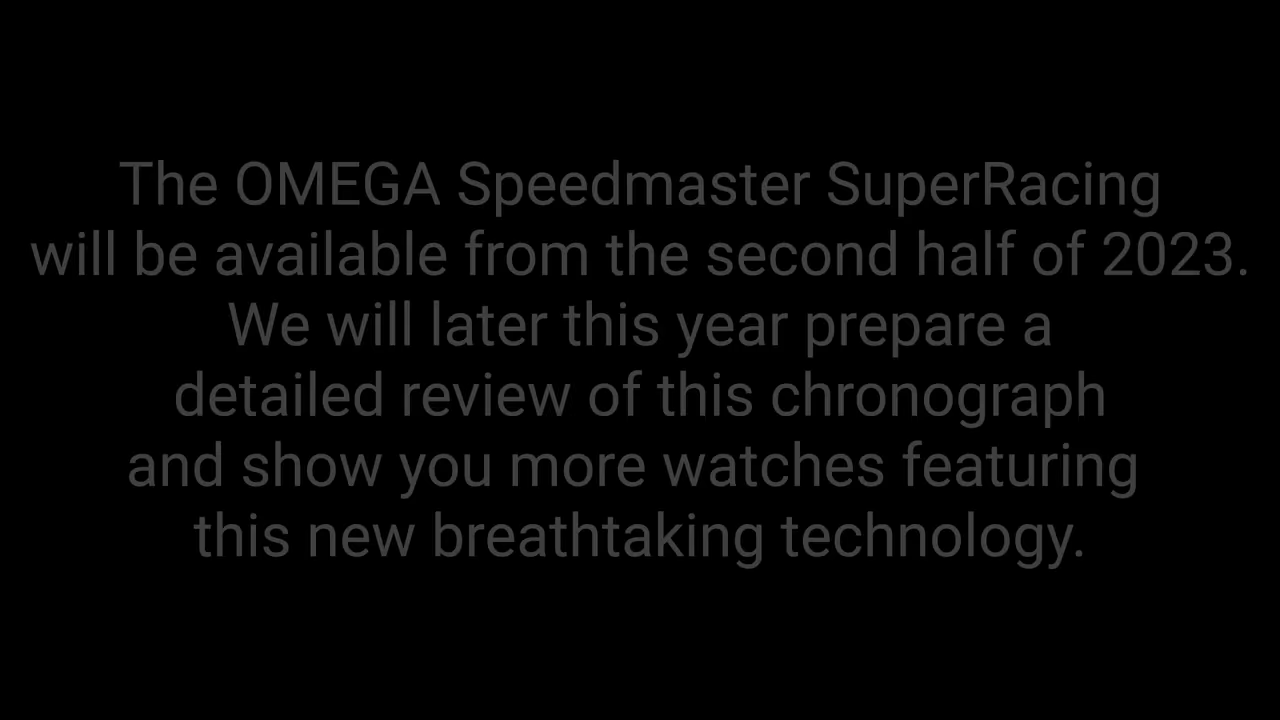 The OMEGA Speedmaster SuperRacing
will be available from the second half of 2023.
We will later this year prepare a
detailed review of this chronograph
and show you more watches featuring
this new breathtaking technology.